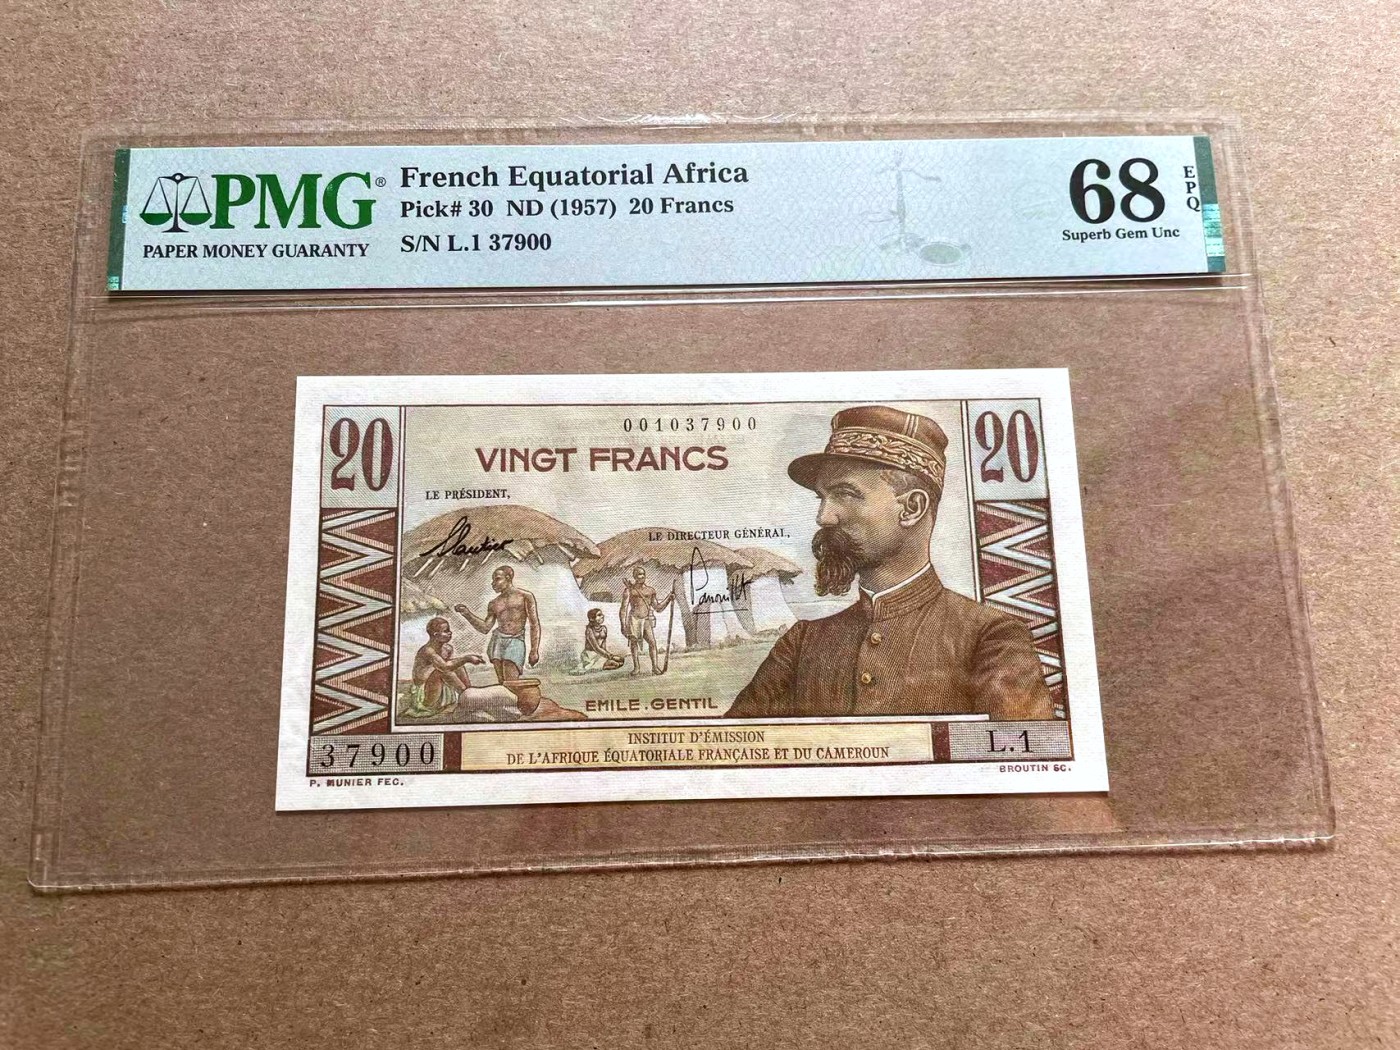 PMG®
PAPER MONEY GUARANTY
French Equatorial Africa
Pick# 30 ND (1957) 20 Francs
S/N L.1 37900
68
EPQ
Superb Gem Unc
20
001037900
20
VINGT FRANCS
LE PRÉSIDENT,
LE DIRECTEUR GÉNÉRAL,
EMILE.GENTIL
37900
INSTITUT D'ÉMISSION
DE L'AFRIQUE ÉQUATORIALE FRANÇAISE ET DU CAMEROUN
L.1
P. MUNIER FEC.
BROUTIN SC.